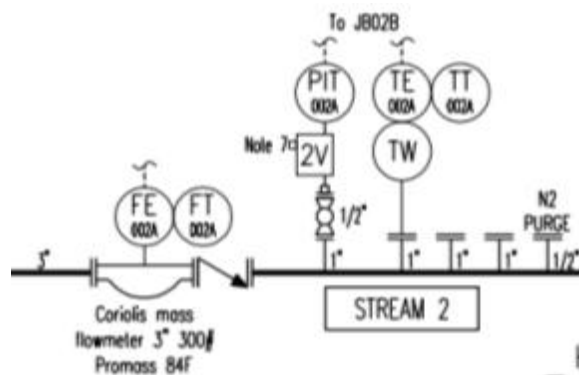 To JB02B
PIT
002A
TE
002A
TT
002A
Note 7
2V
TW
FE
002A
FT
002A
1/2"
N2
PURGE
3"
1"
1"
1"
1"
1/2"
STREAM 2
Coriolis mass
flowmeter 3" 300#
Promass 84F